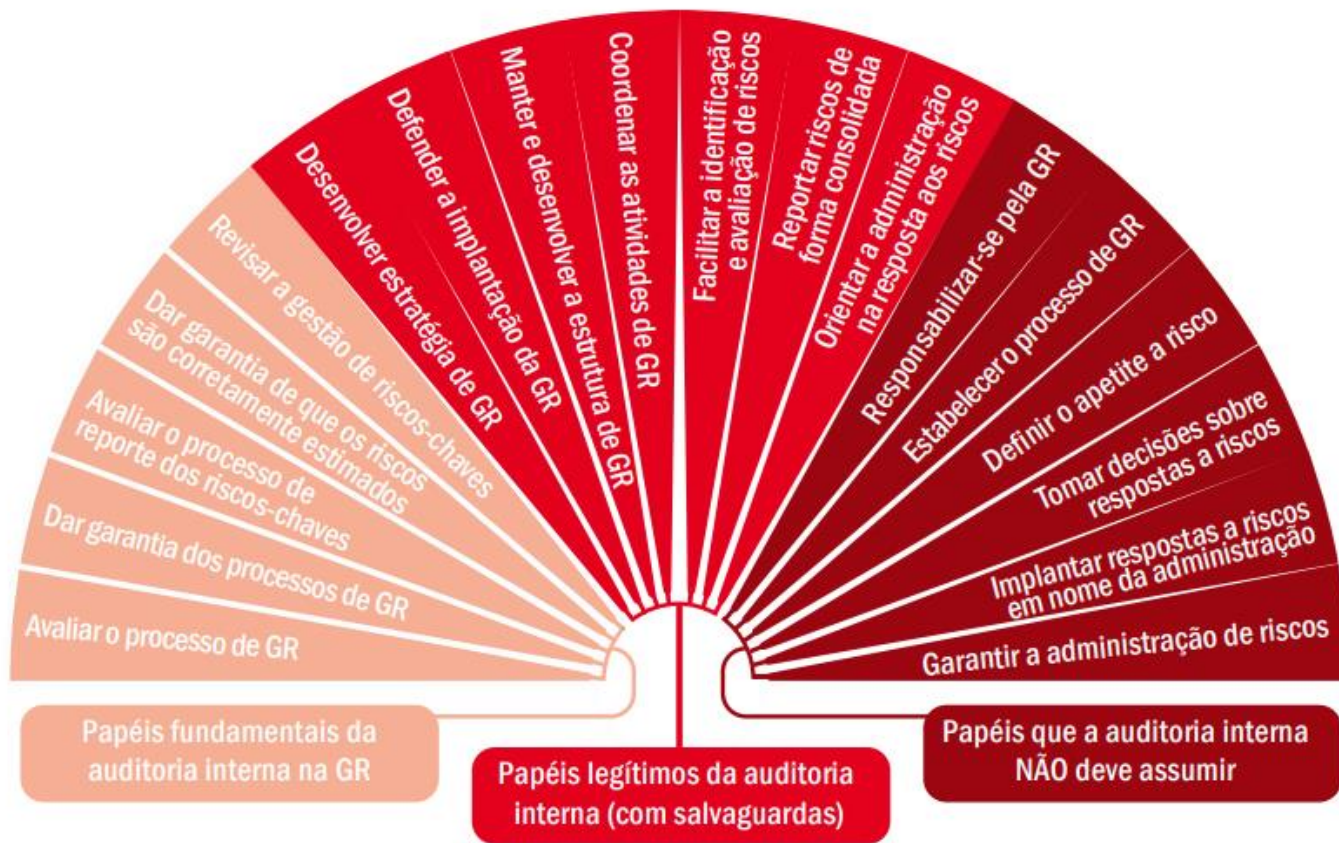 Avaliar o processo de GR
Dar garantia dos processos de GR
Avaliar o processo de
reporte dos riscos-chaves
Dar garantia de que os riscos
são corretamente estimados
Revisar a gestão de riscos-chaves
Desenvolver estratégia de GR
Defender a implantação da GR
Manter e desenvolver a estrutura de GR
Coordenar as atividades de GR
Facilitar a identificação
e avaliação de riscos
Reportar riscos de
forma consolidada
Orientar a administração
na resposta aos riscos
Responsabilizar-se pela GR
Estabelecer o processo de GR
Definir o apetite a risco
Tomar decisões sobre
respostas a riscos
Implantar respostas a riscos
em nome da administração
Garantir a administração de riscos
Papéis fundamentais da
auditoria interna na GR
Papéis legítimos da auditoria
interna (com salvaguardas)
Papéis que a auditoria interna
NÃO deve assumir